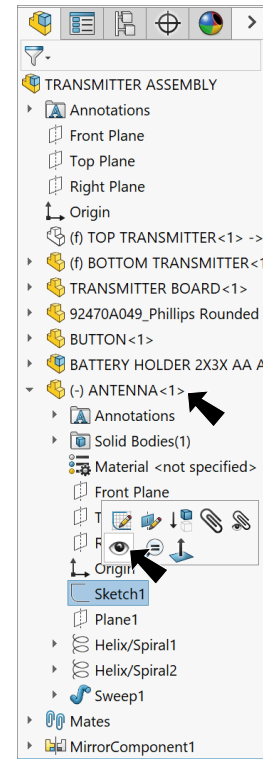 TRANSMITTER ASSEMBLY
Annotations
Front Plane
Top Plane
Right Plane
Origin
(f) TOP TRANSMITTER<1> ->
(f) BOTTOM TRANSMITTER<1
TRANSMITTER BOARD<1>
92470A049_Phillips Rounded
BUTTON<1>
BATTERY HOLDER 2X3X AA A
(-) ANTENNA<1>
Annotations
Solid Bodies(1)
Material <not specified>
Front Plane
T
R
Origin
Sketch1
Plane1
Helix/Spiral1
Helix/Spiral2
Sweep1
Mates
MirrorComponent1